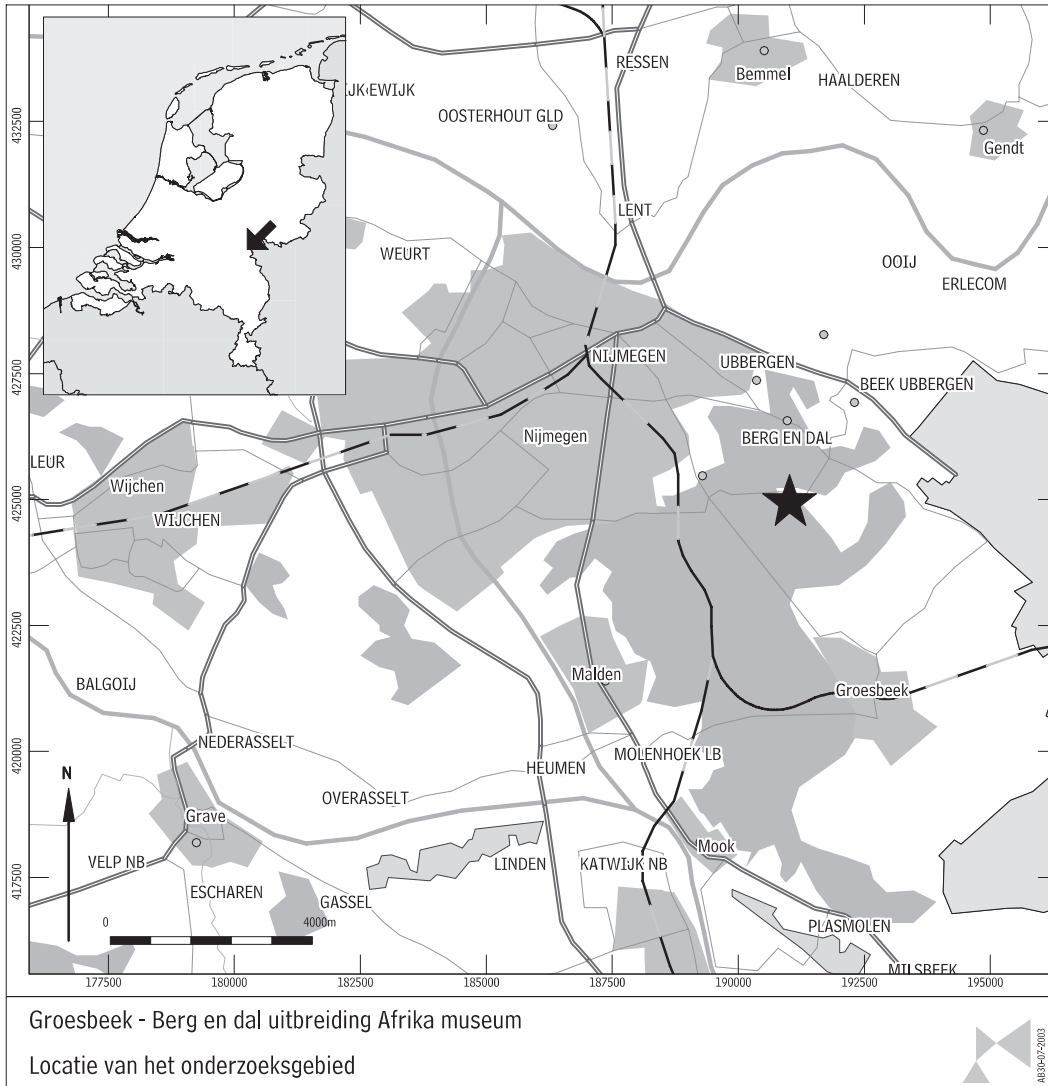 RESSEN
Bemmel
HAALDEREN
EWIJK
OOSTERHOUT GLD
Gendt
LENT
WEURT
OOIJ
ERLECOM
NIJMEGEN
UBBERGEN
BEEK UBBERGEN
Nijmegen
BERG EN DAL
LEUR
Wijchen
WIJCHEN
Malden
Groesbeek
BALGOIJ
NEDERASSELT
MOLENHOEK LB
HEUMEN
OVERASSELT
N
Grave
Mook
VELP NB
LINDEN
KATWIJK NB
ESCHAREN
GASSEL
PLASMOLEN
MILSBEEK
0 4000m
432500
430000
427500
425000
422500
420000
417500
177500 180000 182500 185000 187500 190000 192500 195000
Groesbeek - Berg en dal uitbreiding Afrika museum
Locatie van het onderzoeksgebied
AB30-07-2003